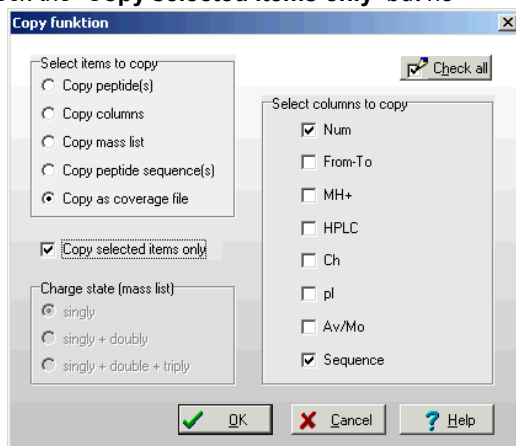 "Copy selected items only" but no
Copy funktion
Select items to copy
Copy peptide(s)
Copy columns
Copy mass list
Copy peptide sequence(s)
Copy as coverage file
Copy selected items only
Charge state (mass list)
singly
singly + doubly
singly + double + triply
Check all
Select columns to copy
Num
From-To
MH+
HPLC
Ch
pI
Av/Mo
Sequence
OK
Cancel
Help